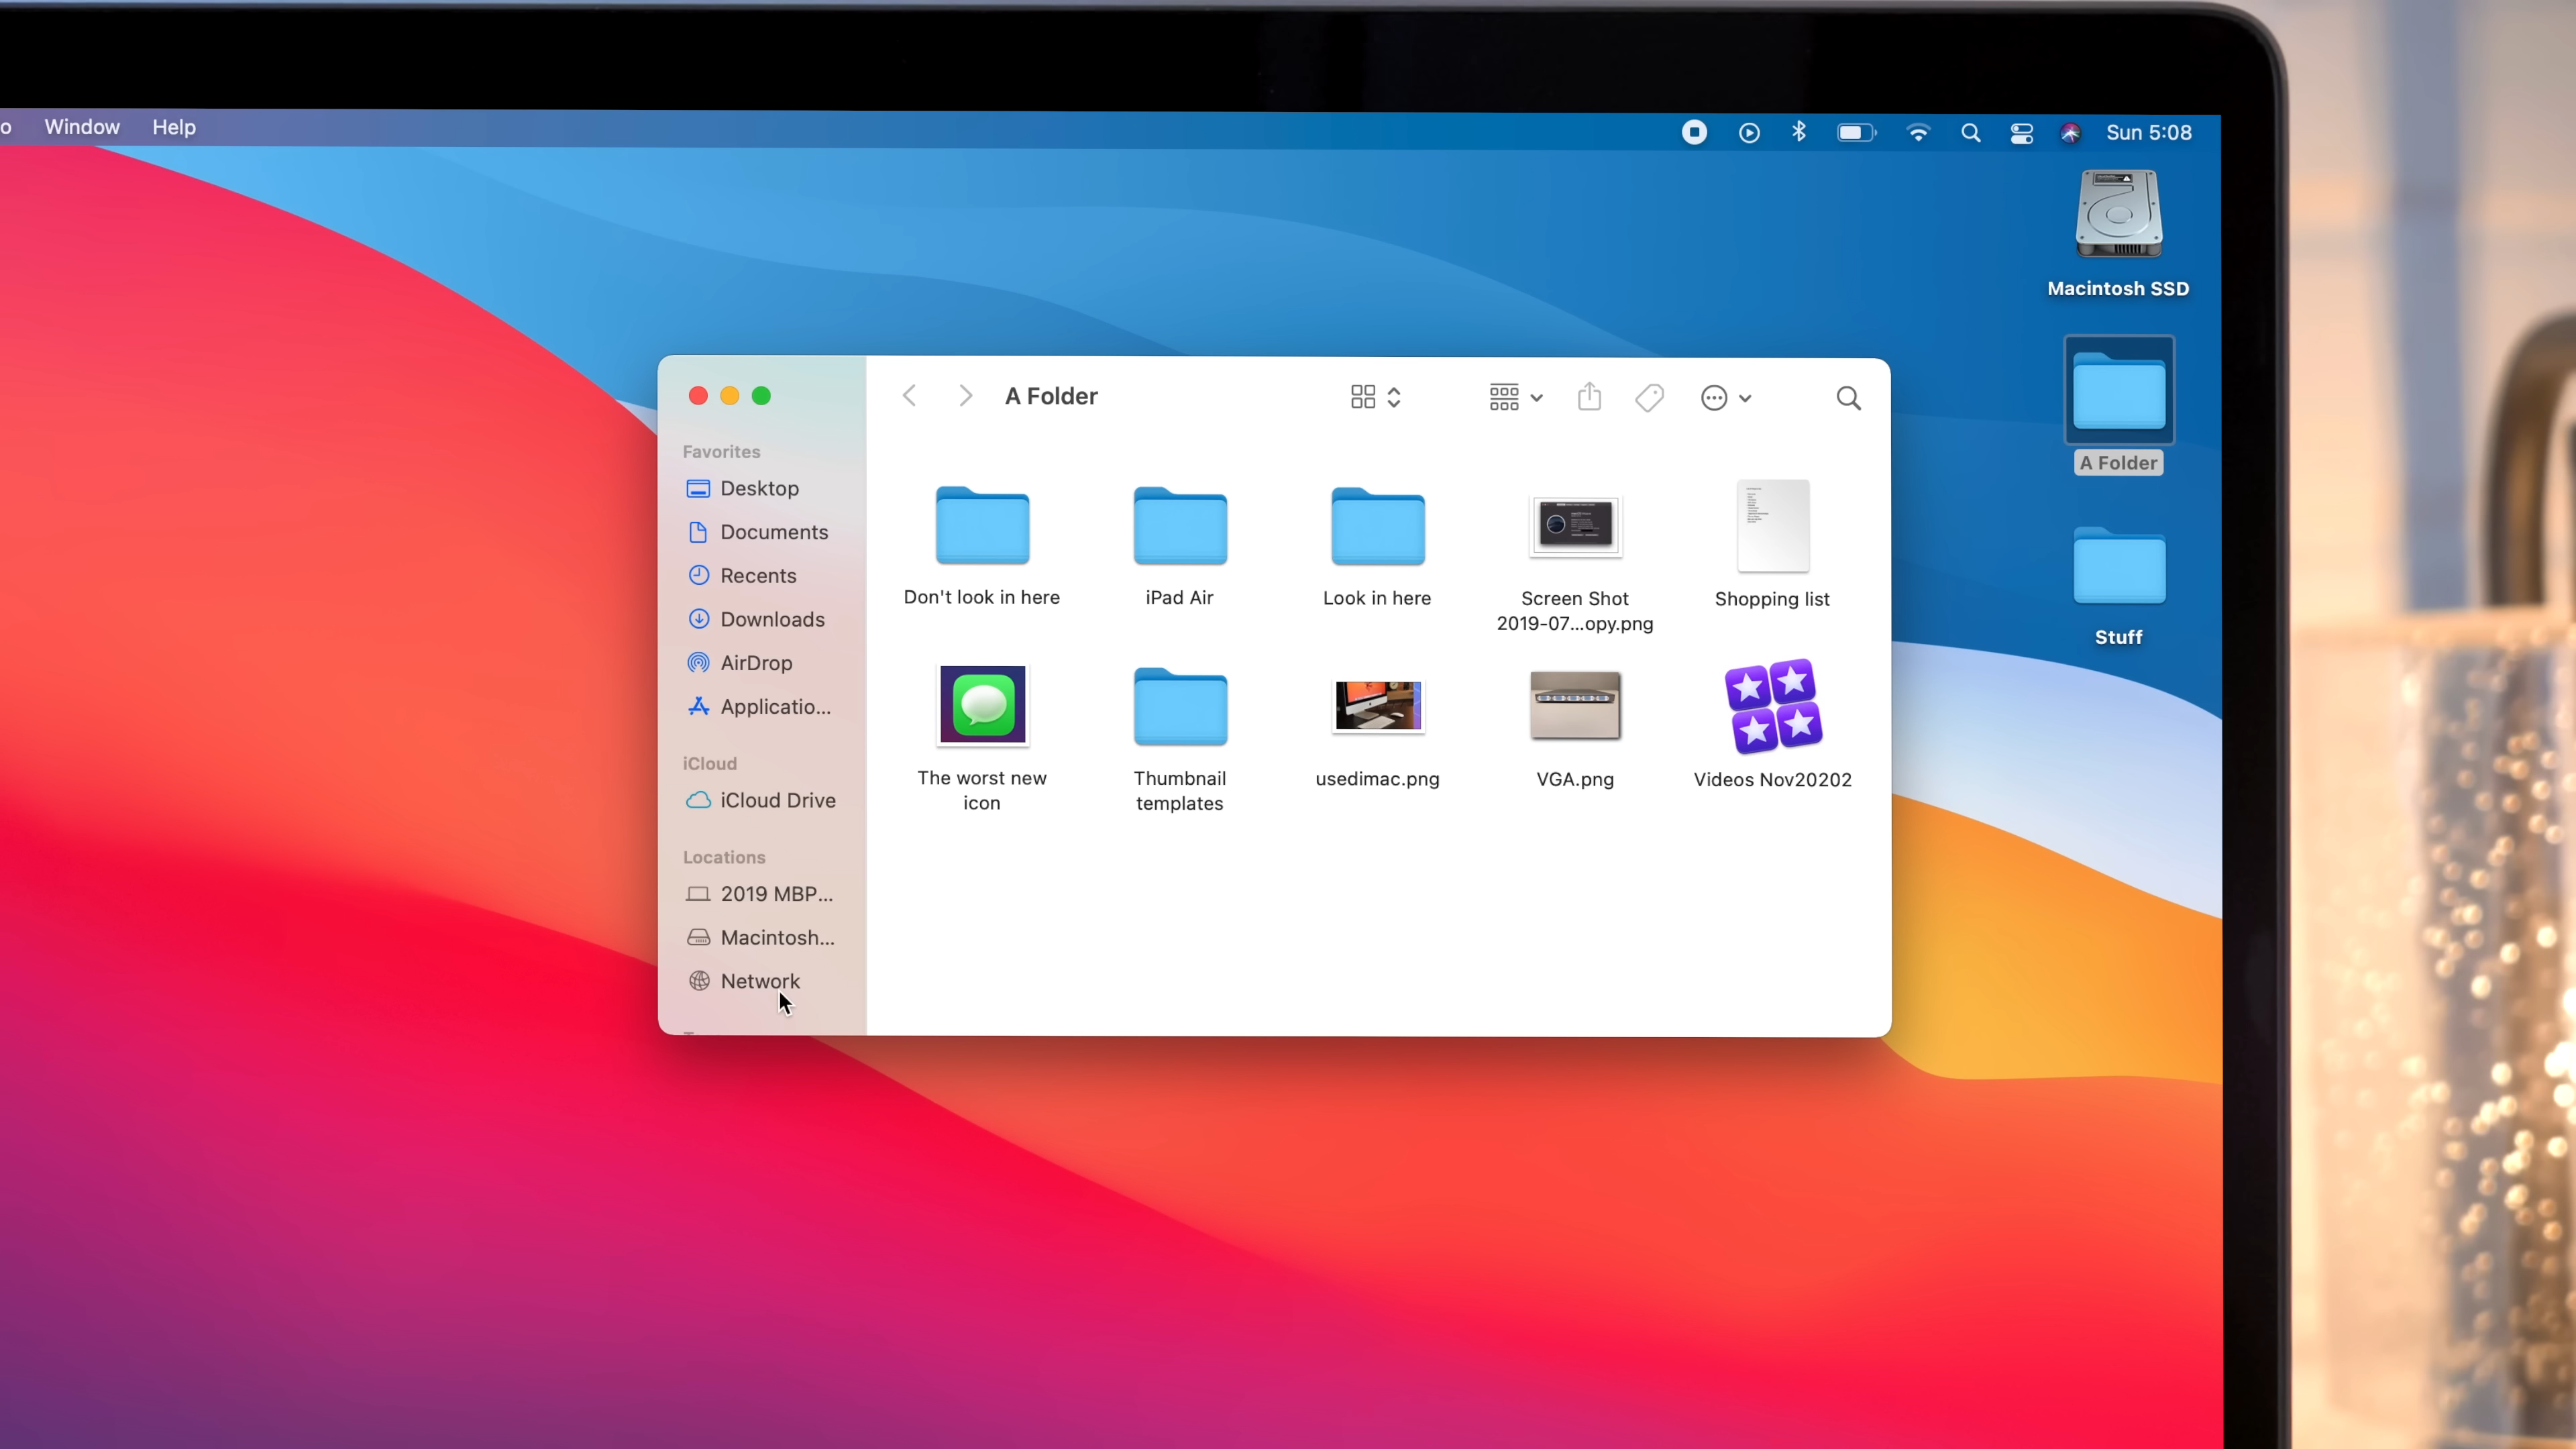 Window Help
Sun 5:08
Macintosh SSD
A Folder
Stuff
A Folder
Favorites
Desktop
Documents
Recents
Downloads
AirDrop
Applicatio...
iCloud
iCloud Drive
Locations
2019 MBP...
Macintosh...
Network
Don't look in here
iPad Air
Look in here
Screen Shot
2019-07...opy.png
Shopping list
The worst new
icon
Thumbnail
templates
usedimac.png
VGA.png
Videos Nov20202